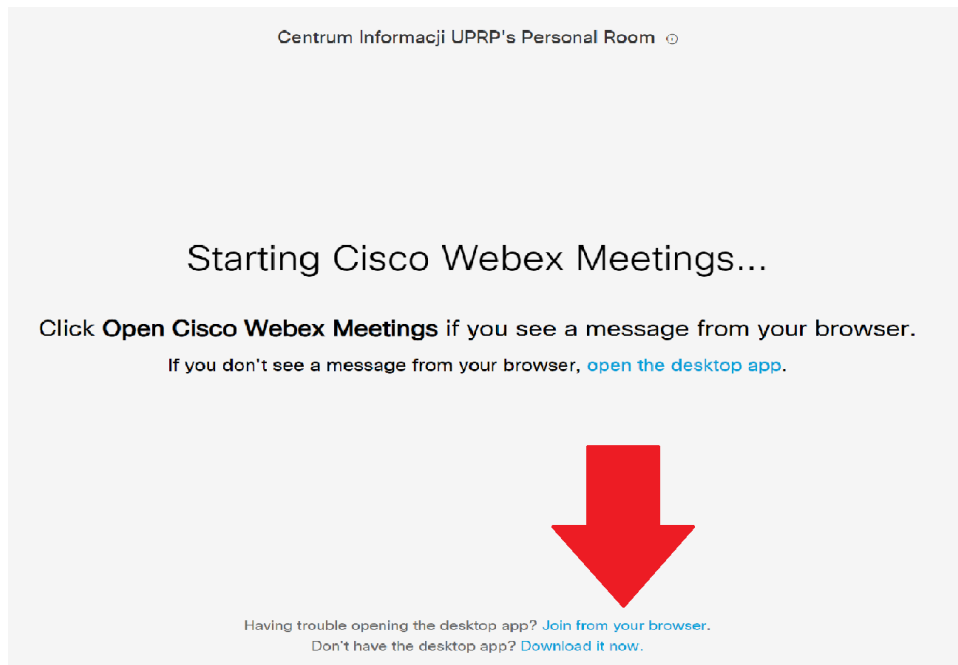 Centrum Informacji UPRP's Personal Room
Starting Cisco Webex Meetings...
Click Open Cisco Webex Meetings if you see a message from your browser.
If you don't see a message from your browser, open the desktop app.
Having trouble opening the desktop app? Join from your browser.
Don't have the desktop app? Download it now.